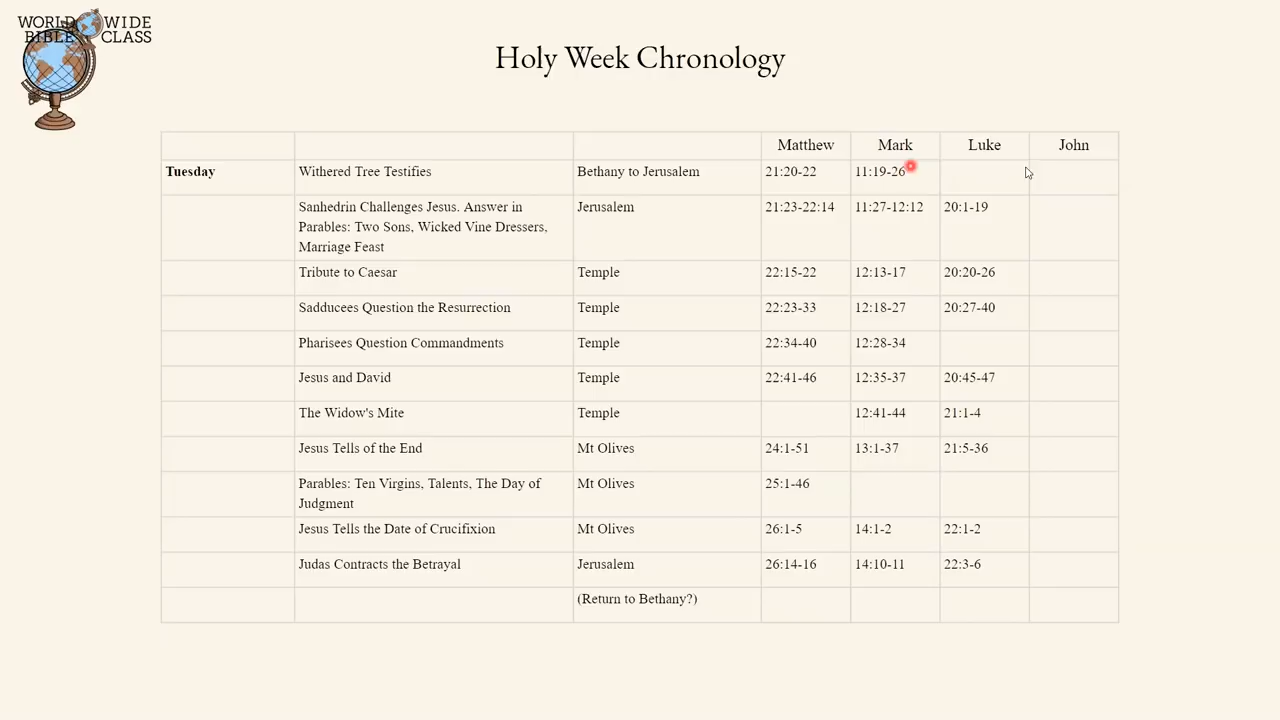 WORLD WIDE
BIBLE CLASS
Holy Week Chronology
Matthew Mark Luke John
Tuesday Withered Tree Testifies Bethany to Jerusalem 21:20-22 11:19-26
Sanhedrin Challenges Jesus. Answer in Jerusalem 21:23-22:14 11:27-12:12 20:1-19
Parables: Two Sons, Wicked Vine Dressers,
Marriage Feast
Tribute to Caesar Temple 22:15-22 12:13-17 20:20-26
Sadducees Question the Resurrection Temple 22:23-33 12:18-27 20:27-40
Pharisees Question Commandments Temple 22:34-40 12:28-34
Jesus and David Temple 22:41-46 12:35-37 20:45-47
The Widow's Mite Temple 12:41-44 21:1-4
Jesus Tells of the End Mt Olives 24:1-51 13:1-37 21:5-36
Parables: Ten Virgins, Talents, The Day of Mt Olives 25:1-46
Judgment
Jesus Tells the Date of Crucifixion Mt Olives 26:1-5 14:1-2 22:1-2
Judas Contracts the Betrayal Jerusalem 26:14-16 14:10-11 22:3-6
(Return to Bethany?)